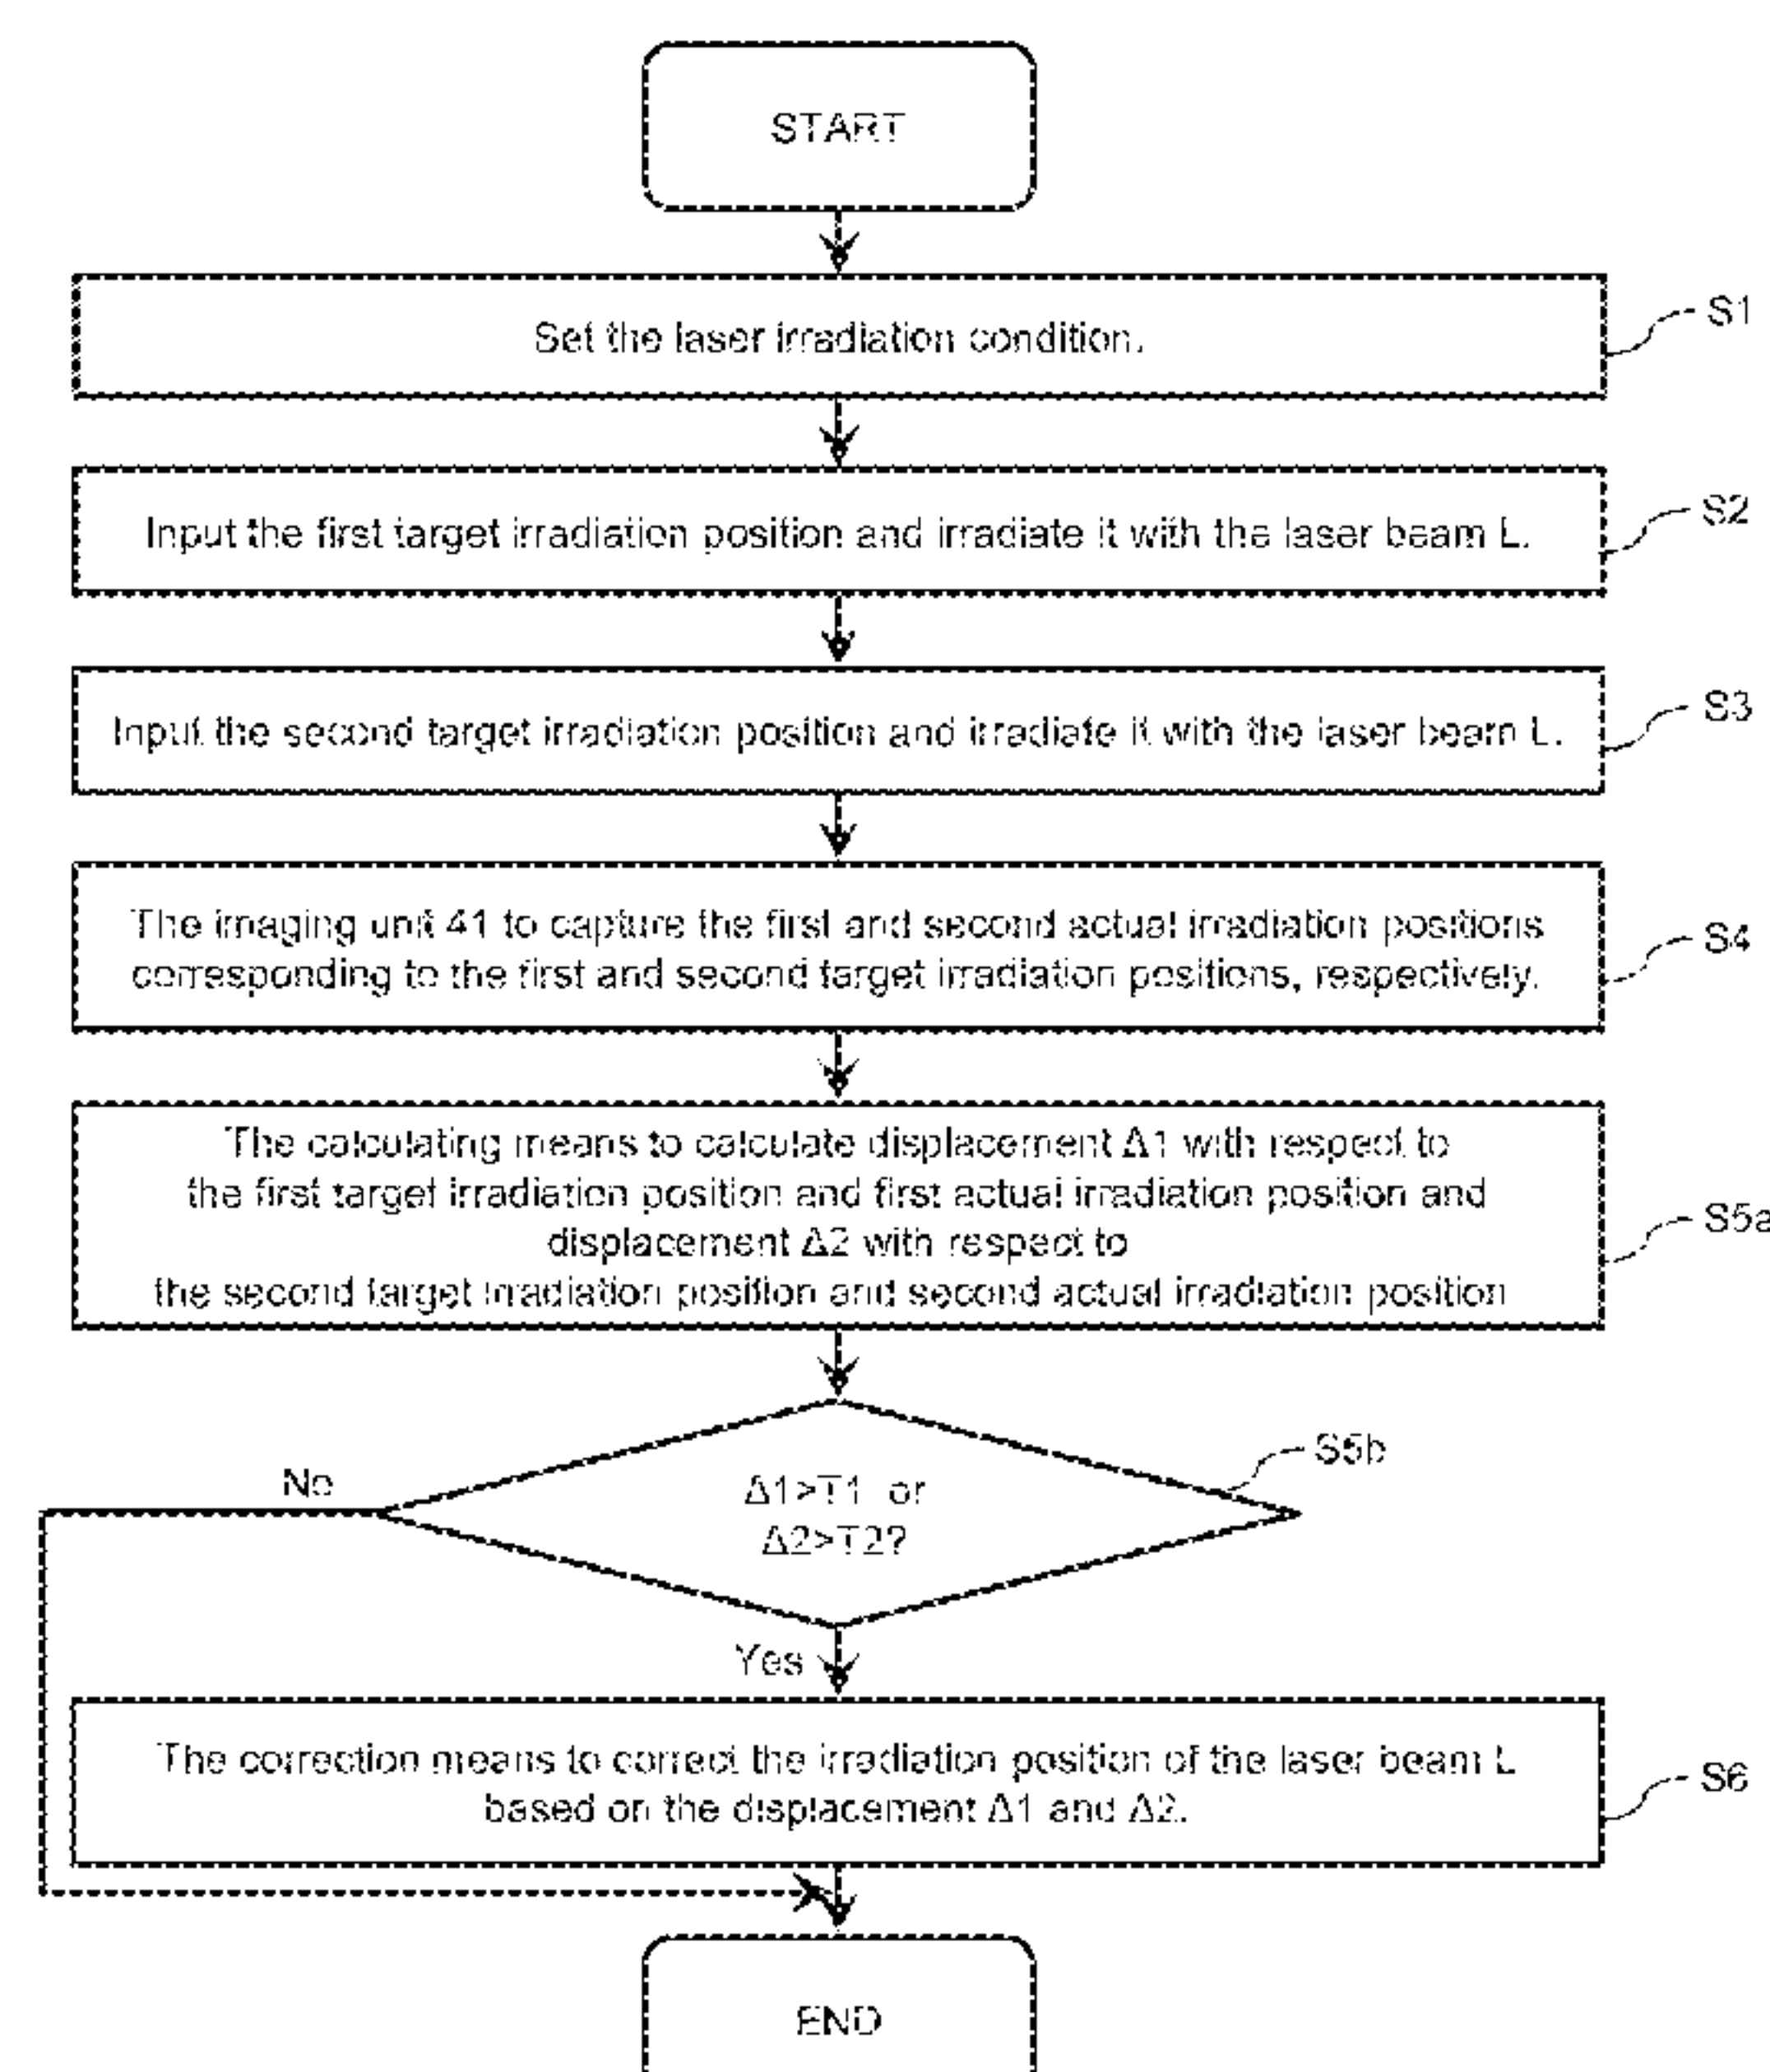 START
Set the laser irradiation condition.
S1
Input the first target irradiation position and irradiate it with the laser beam L.
S2
Input the second target irradiation position and irradiate it with the laser beam L.
S3
The imaging unit 41 to capture the first and second actual irradiation positions
corresponding to the first and second target irradiation positions, respectively.
S4
The calculating means to calculate displacement Δ1 with respect to
the first target irradiation position and first actual irradiation position and
displacement Δ2 with respect to
the second target irradiation position and second actual irradiation position
S5a
No
Δ1>T1 or
Δ2>T2?
S5b
Yes
The correction means to correct the irradiation position of the laser beam L
based on the displacement Δ1 and Δ2.
S6
END